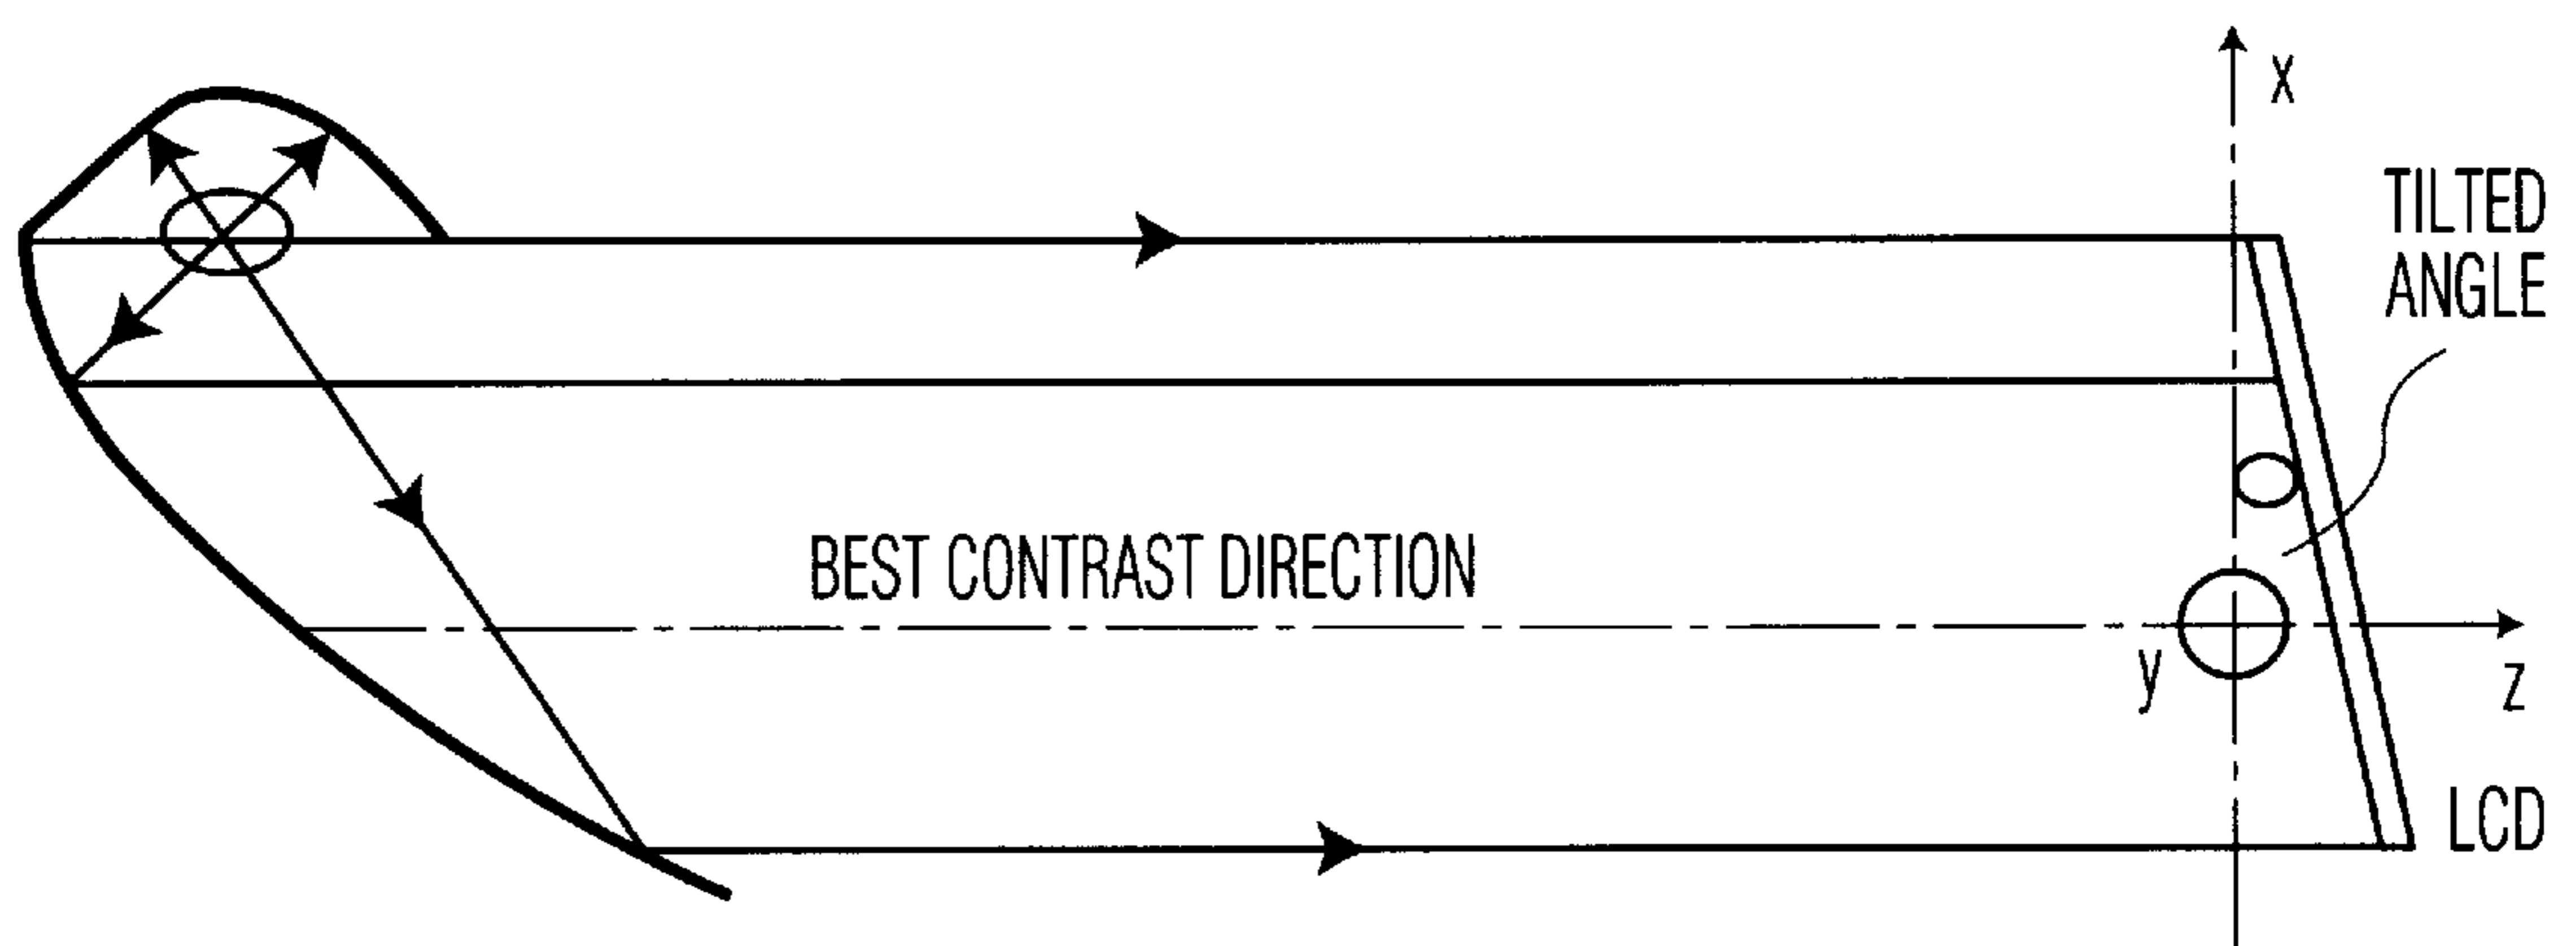 X
TILTED
ANGLE
BEST CONTRAST DIRECTION
y
z
LCD